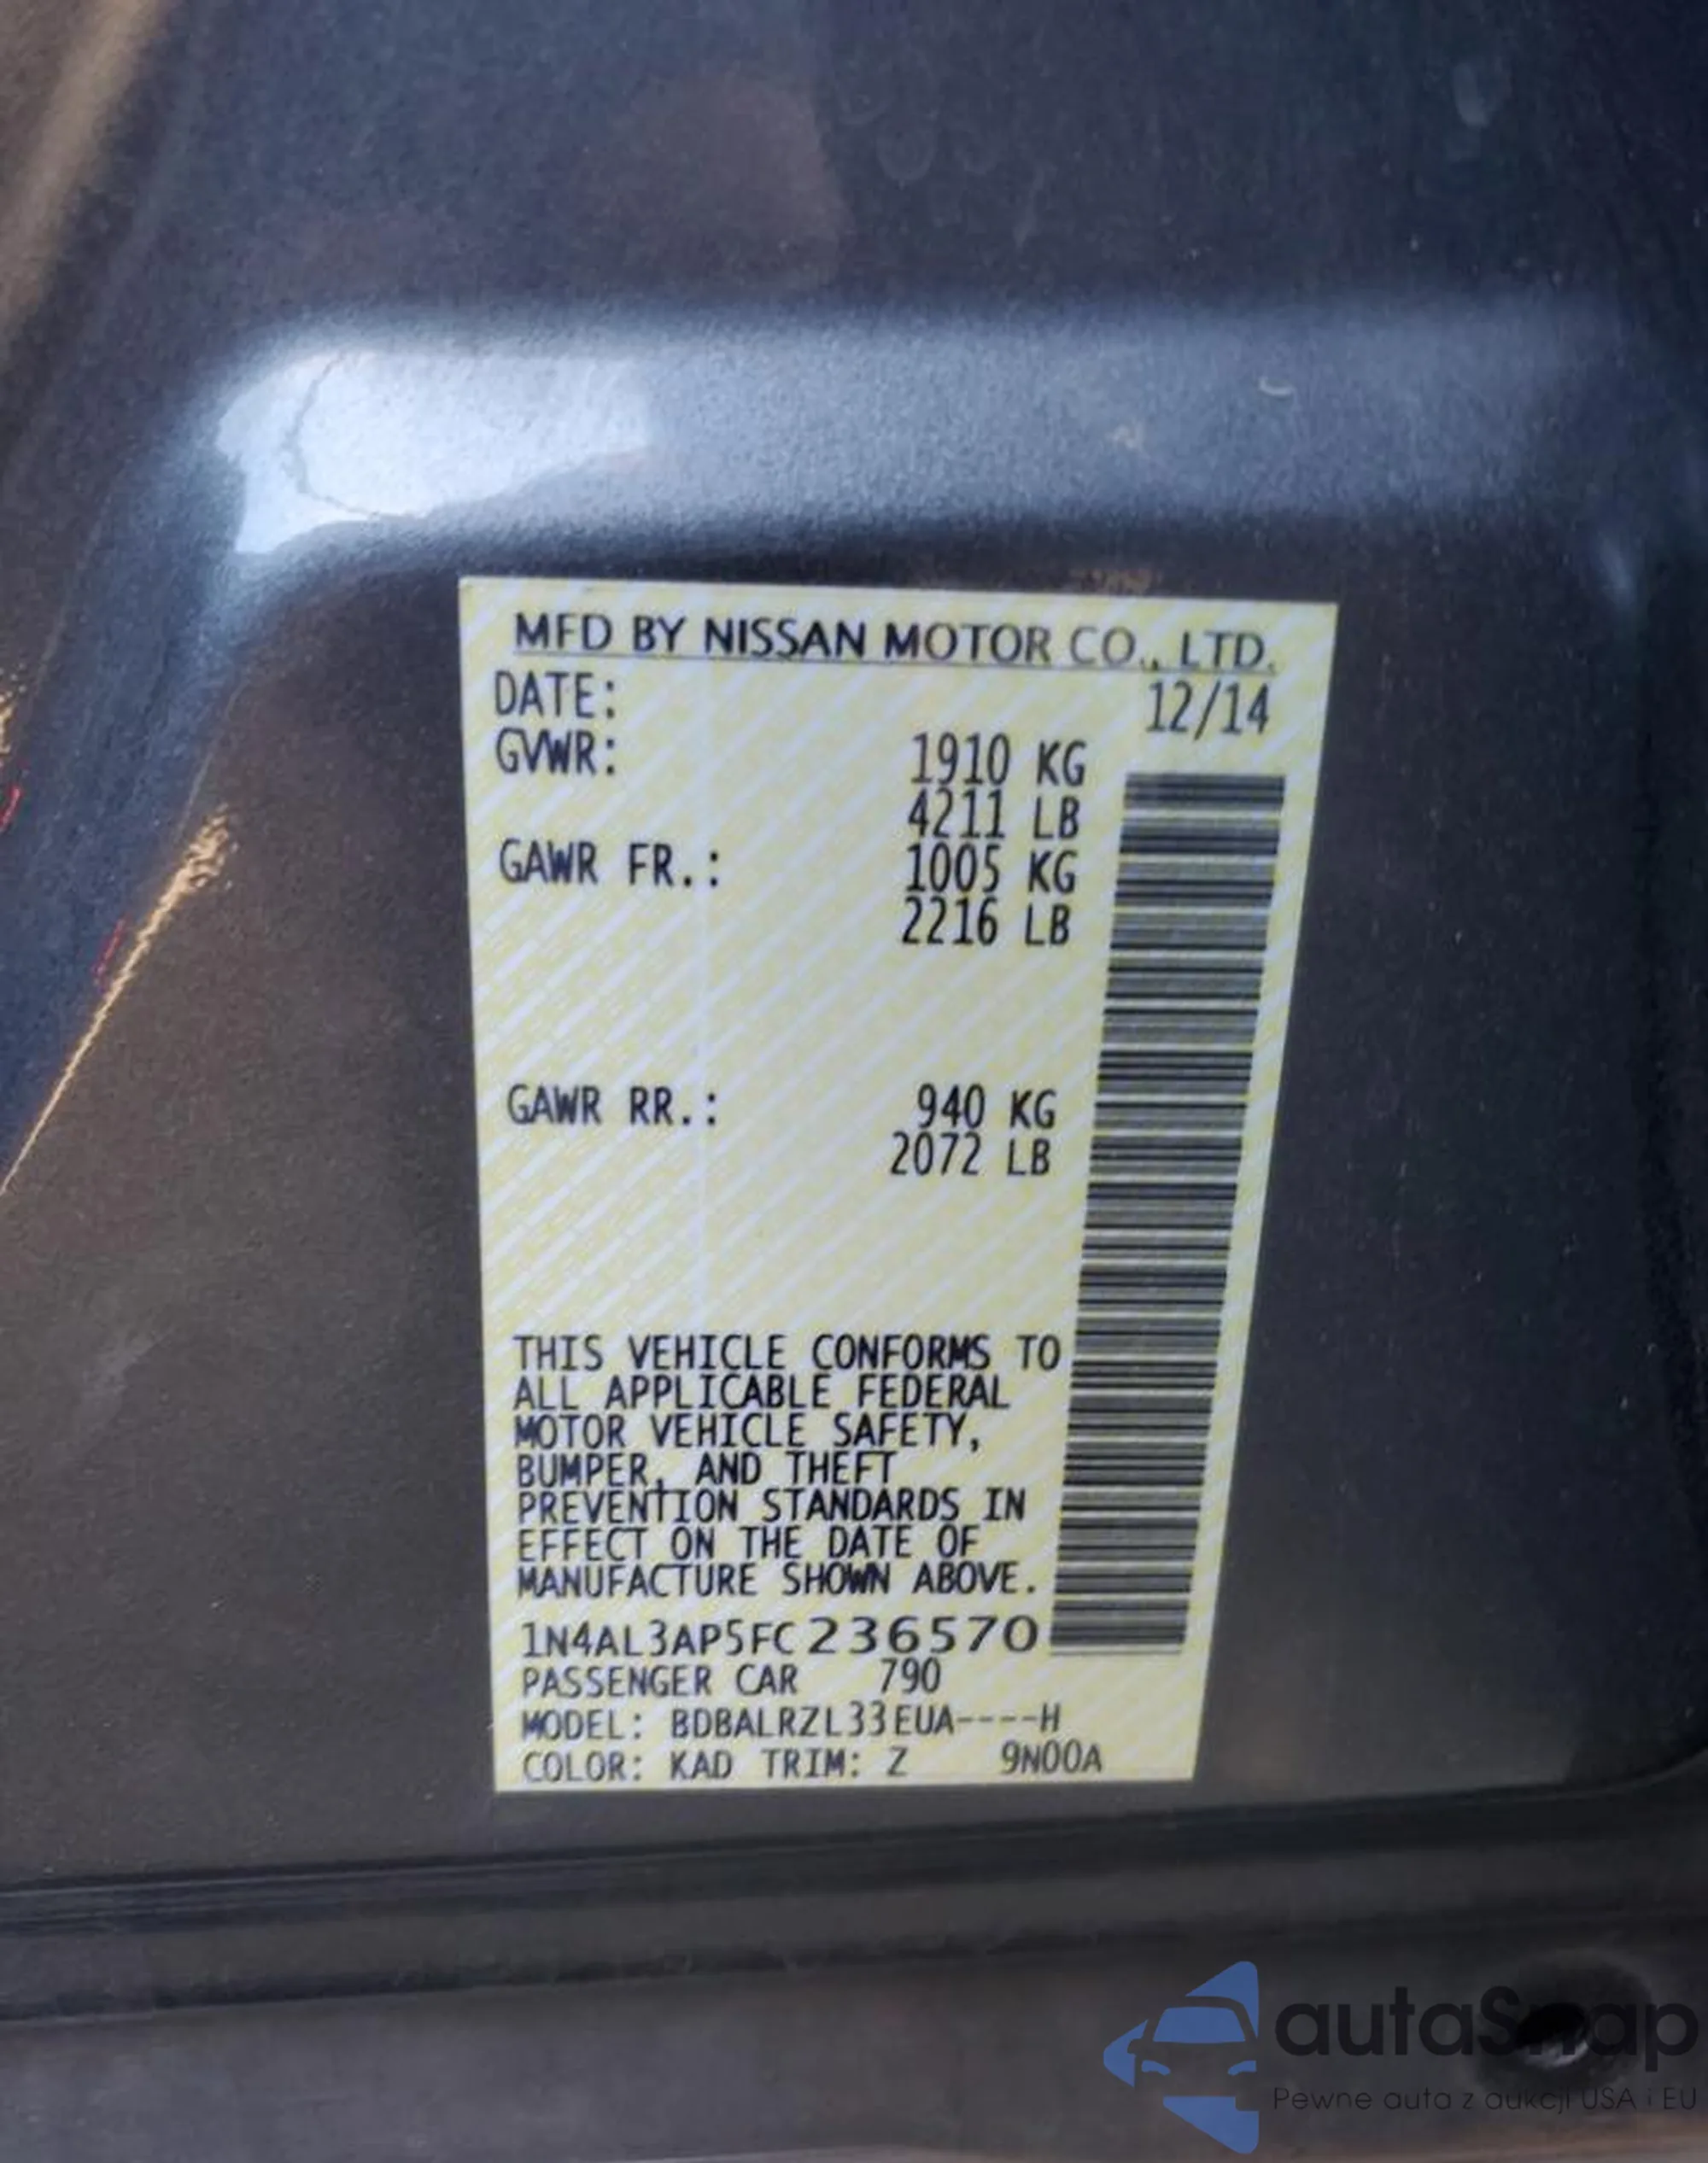 MFD BY NISSAN MOTOR CO., LTD.
DATE: 12/14
GVWR: 1910 KG
4211 LB
GAWR FR.: 1005 KG
2216 LB
GAWR RR.: 940 KG
2072 LB
THIS VEHICLE CONFORMS TO
ALL APPLICABLE FEDERAL
MOTOR VEHICLE SAFETY,
BUMPER, AND THEFT
PREVENTION STANDARDS IN
EFFECT ON THE DATE OF
MANUFACTURE SHOWN ABOVE.
1N4AL3AP5FC236570
PASSENGER CAR 790
MODEL: BDBALRZL33EUA----H
COLOR: KAD TRIM: Z 9N00A
autaSnap
Pewne auta z aukcji USA i EU